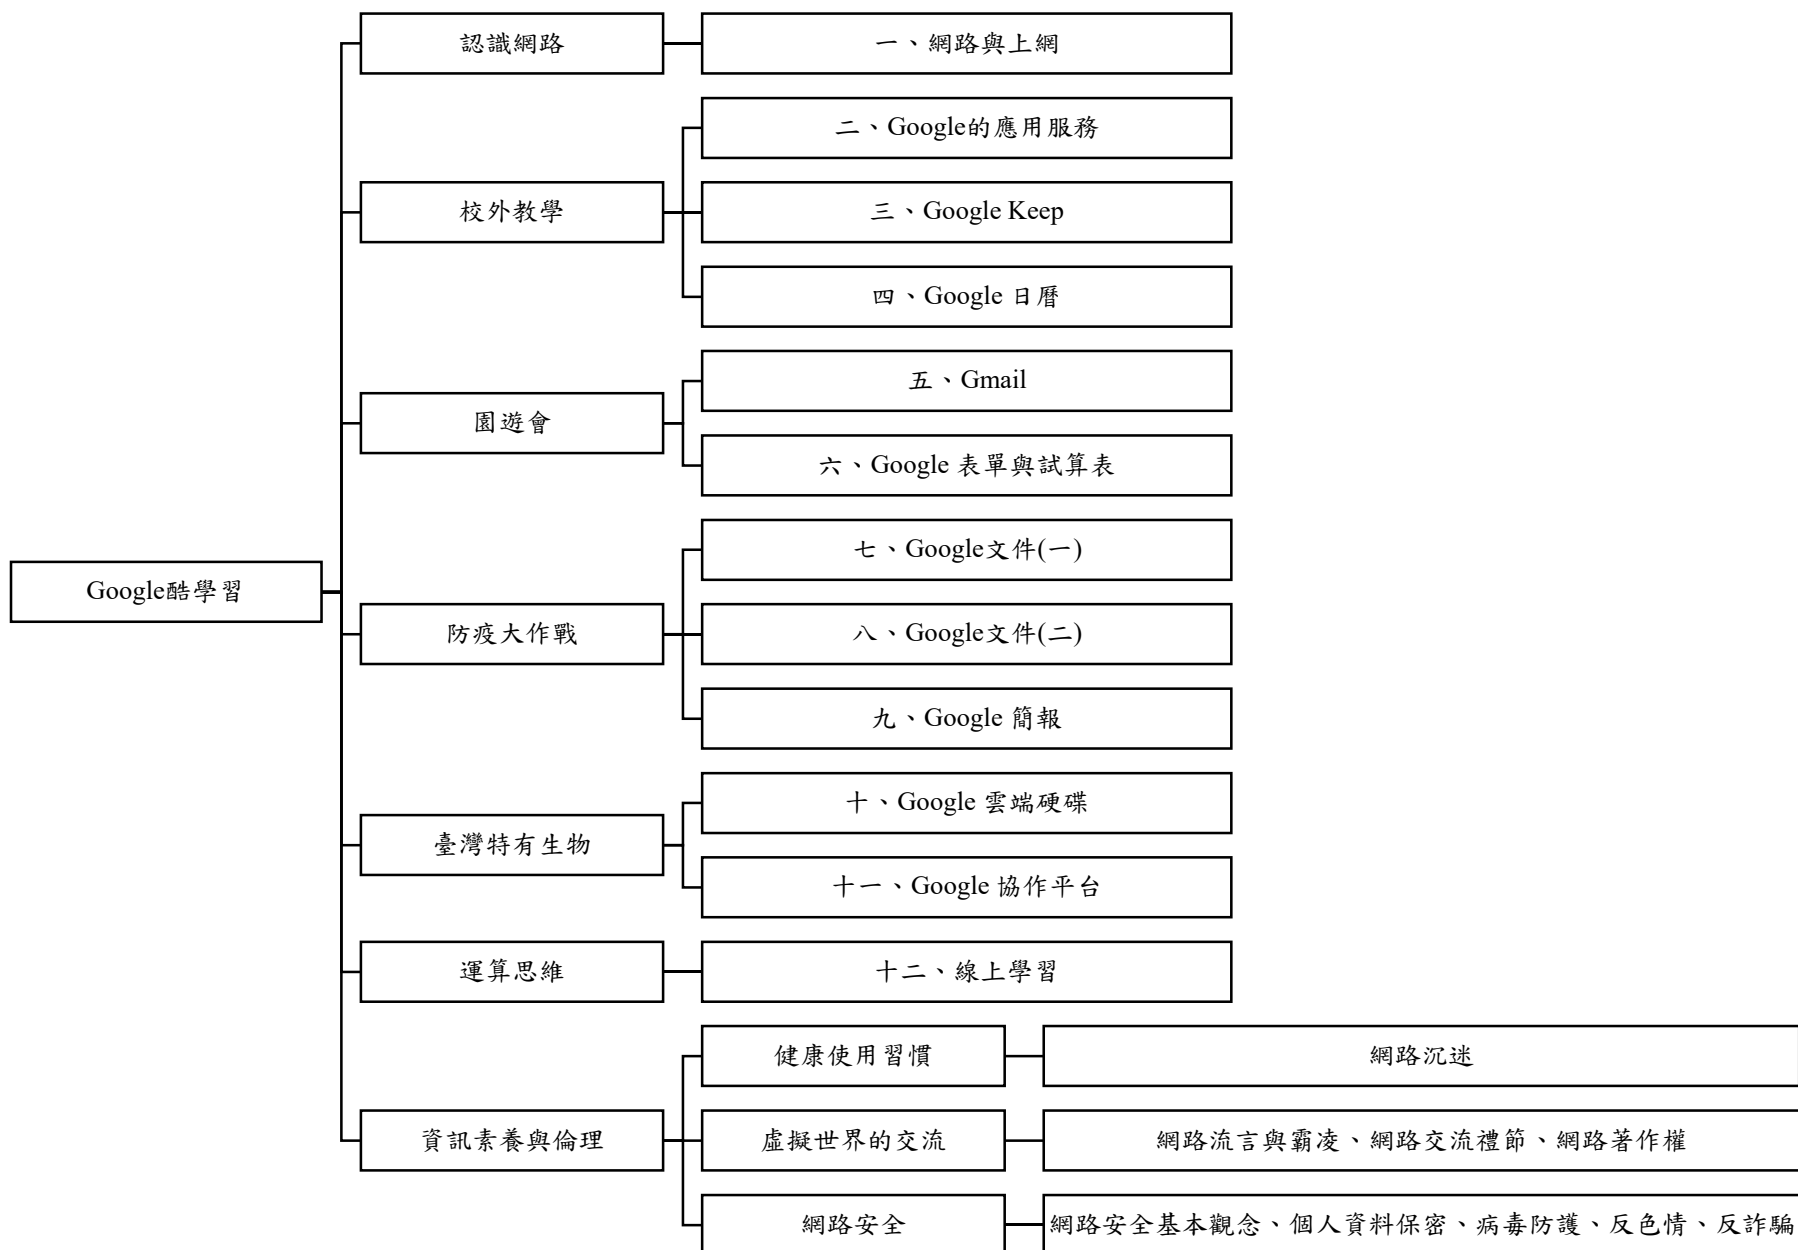 認識網路
一、網路與上網
二、Google的應用服務
校外教學
三、Google Keep
四、Google 日曆
五、Gmail
園遊會
六、Google 表單與試算表
七、Google文件(一)
Google酷學習
防疫大作戰
八、Google文件(二)
九、Google 簡報
十、Google 雲端硬碟
臺灣特有生物
十一、Google 協作平台
運算思維
十二、線上學習
健康使用習慣
網路沉迷
資訊素養與倫理
虛擬世界的交流
網路流言與霸凌、網路交流禮節、網路著作權
網路安全
網路安全基本觀念、個人資料保密、病毒防護、反色情、反詐騙